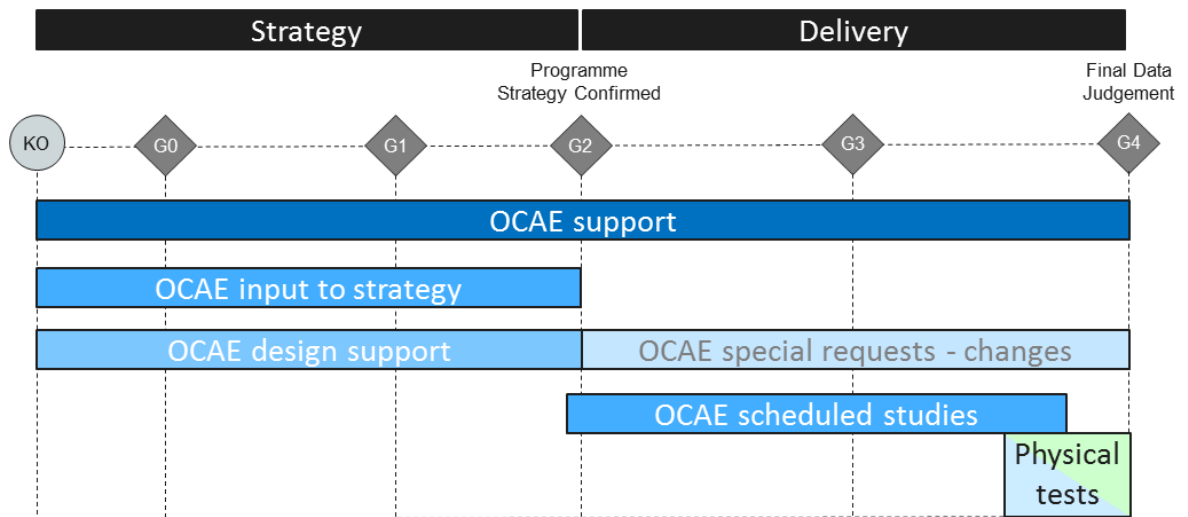 Strategy
Delivery
Programme
Strategy Confirmed
Final Data
Judgement
KO
G0
G1
G2
G3
G4
OCAE support
OCAE input to strategy
OCAE design support
OCAE special requests - changes
OCAE scheduled studies
Physical
tests